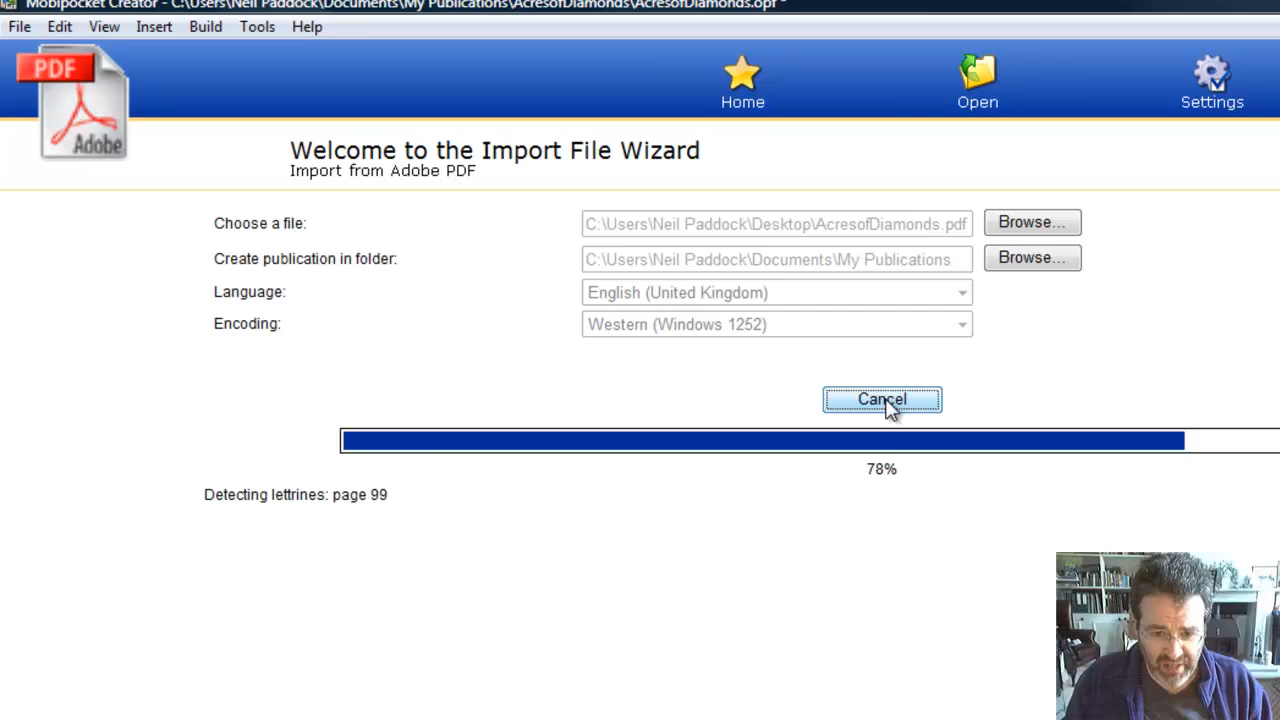 Mobipocket Creator - C:\Users\Neil Paddock\Documents\My Publications\AcresofDiamonds\AcresofDiamonds.opf *
File Edit View Insert Build Tools Help
PDF
Adobe
Home Open Settings
Welcome to the Import File Wizard
Import from Adobe PDF
Choose a file: C:\Users\Neil Paddock\Desktop\AcresofDiamonds.pdf Browse...
Create publication in folder: C:\Users\Neil Paddock\Documents\My Publications Browse...
Language: English (United Kingdom)
Encoding: Western (Windows 1252)
Cancel
78%
Detecting lettrines: page 99